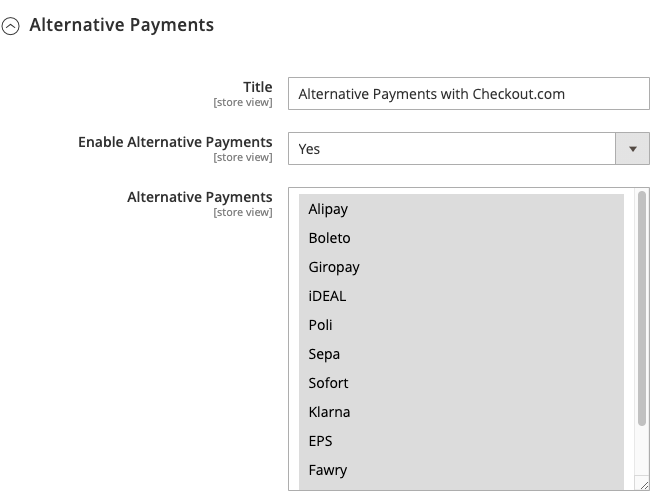 Alternative Payments
Title
[store view]
Alternative Payments with Checkout.com
Enable Alternative Payments
[store view]
Yes
Alternative Payments
[store view]
Alipay
Boleto
Giropay
iDEAL
Poli
Sepa
Sofort
Klarna
EPS
Fawry